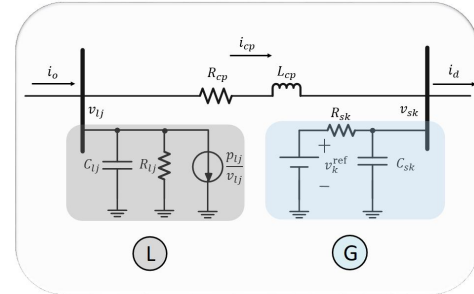 i_cp
i_o R_cp L_cp i_d
v_lj R_sk v_sk
C_lj R_lj p_lj/v_lj + v_k^ref − C_sk
L G